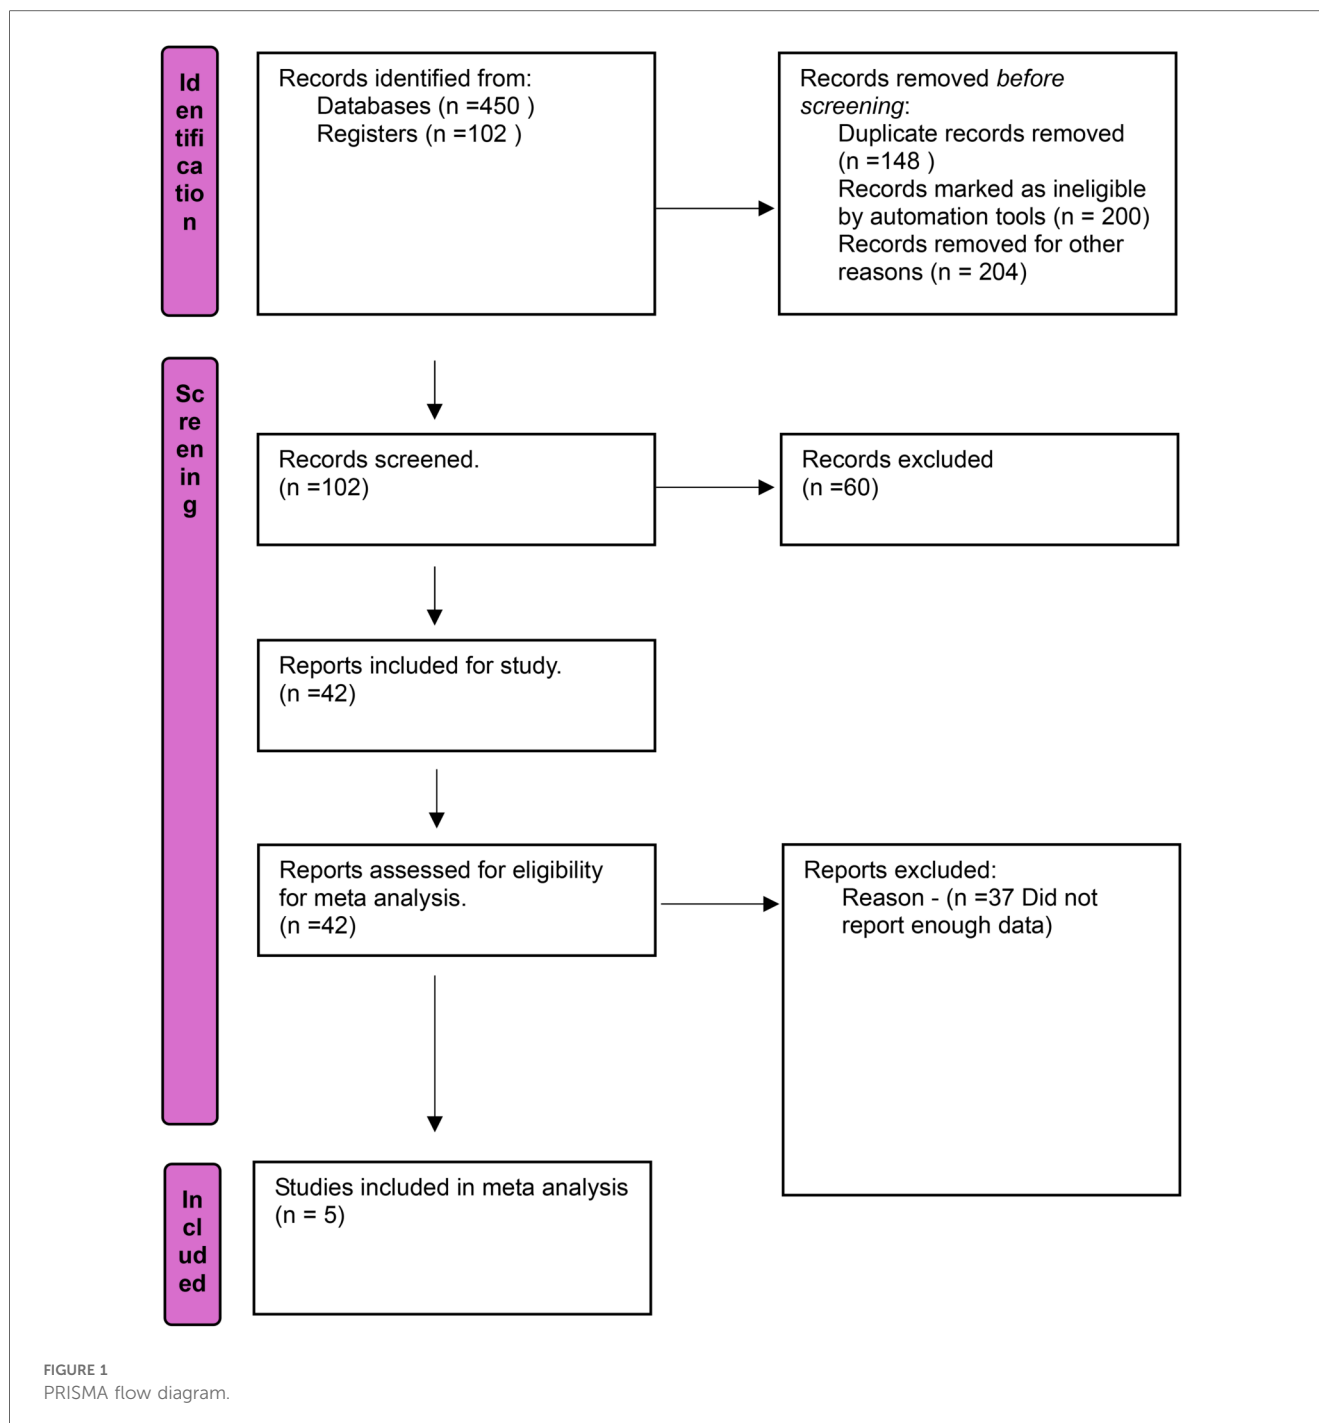 Id
en
tifi
ca
tio
n
Records identified from:
Databases (n =450 )
Registers (n =102 )
Records removed before
screening:
Duplicate records removed
(n =148 )
Records marked as ineligible
by automation tools (n = 200)
Records removed for other
reasons (n = 204)
Sc
re
en
in
g
Records screened.
(n =102)
Records excluded
(n =60)
Reports included for study.
(n =42)
Reports assessed for eligibility
for meta analysis.
(n =42)
Reports excluded:
Reason - (n =37 Did not
report enough data)
In
cl
ud
ed
Studies included in meta analysis
(n = 5)
FIGURE 1
PRISMA flow diagram.